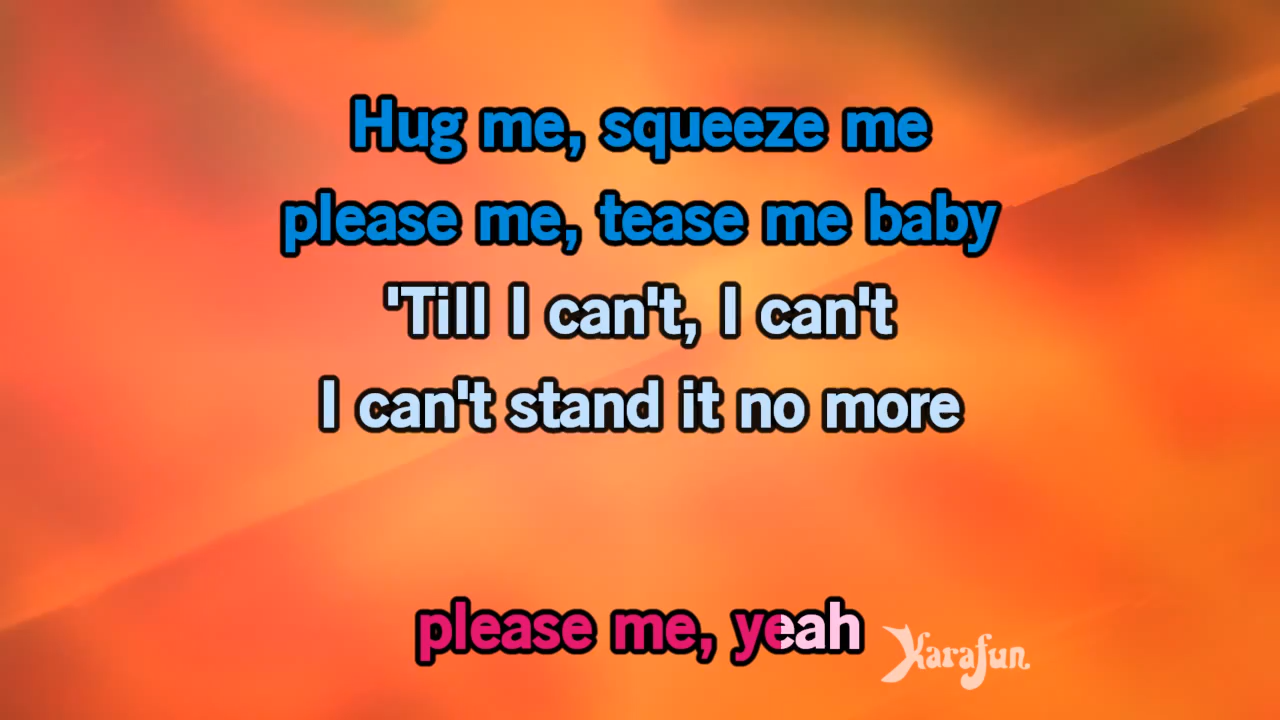 Hug me, squeeze me
please me, tease me baby
'Till I can't, I can't
I can't stand it no more
please me, yeah
Karafun